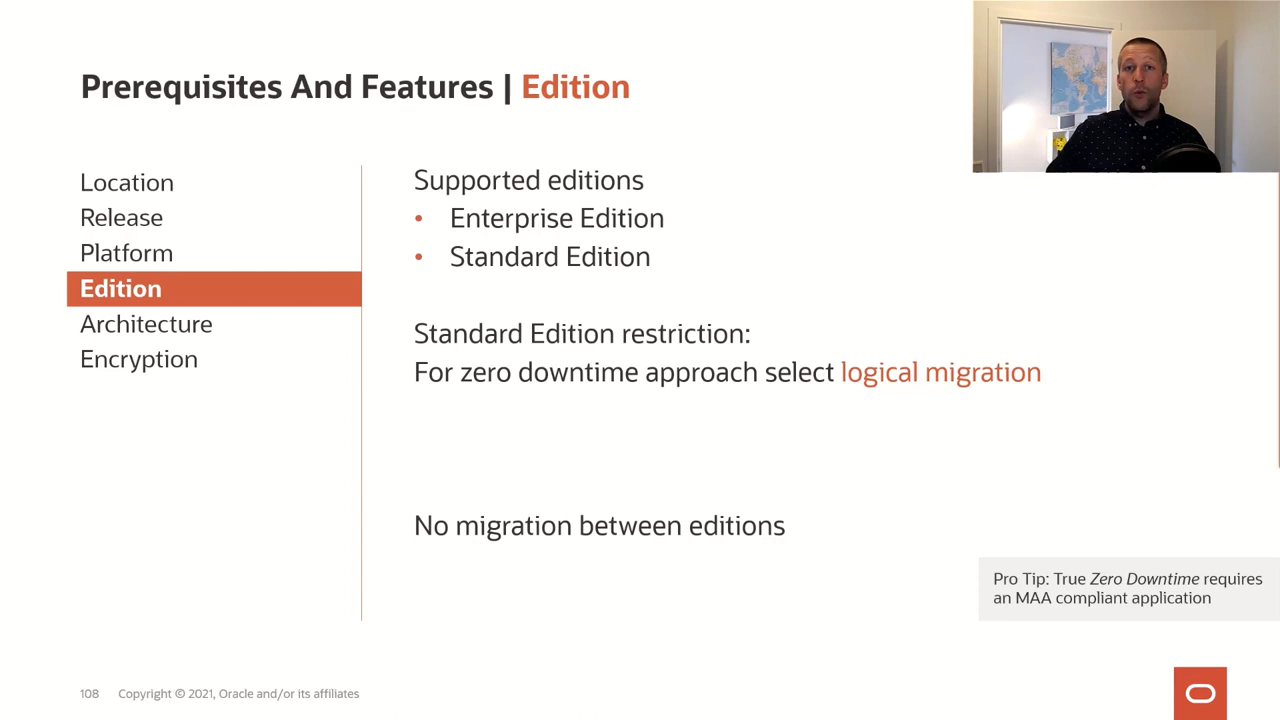 Prerequisites And Features | Edition
Location
Release
Platform
Edition
Architecture
Encryption
Supported editions
• Enterprise Edition
• Standard Edition
Standard Edition restriction:
For zero downtime approach select logical migration
No migration between editions
Pro Tip: True Zero Downtime requires
an MAA compliant application
108 Copyright © 2021, Oracle and/or its affiliates